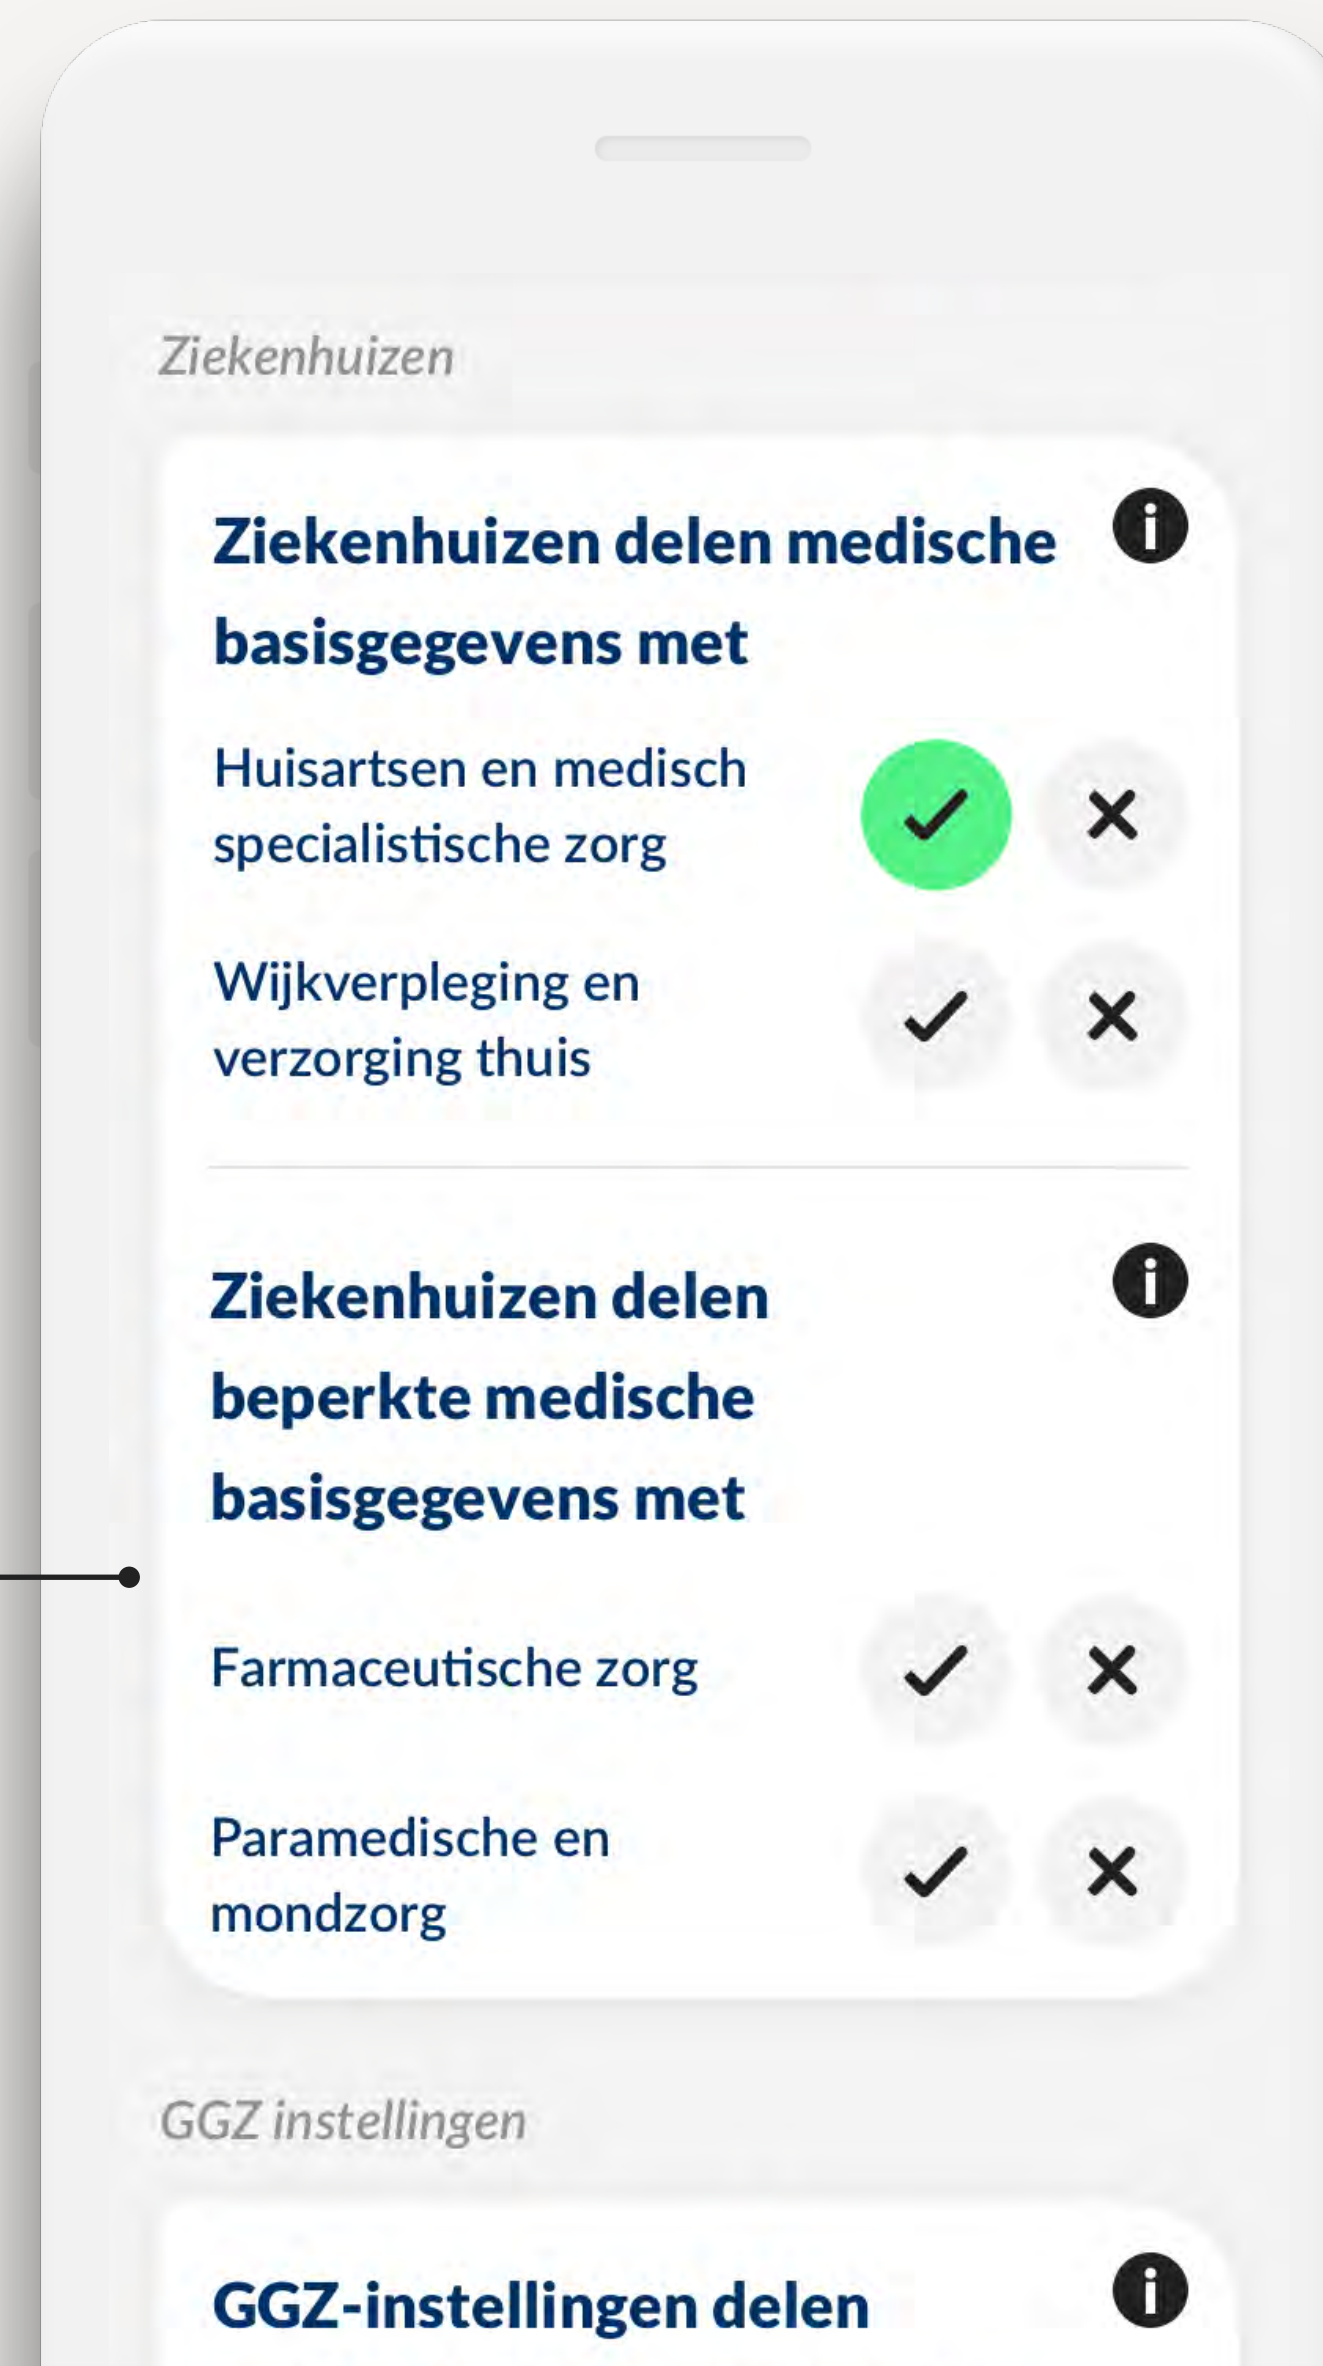 Ziekenhuizen
Ziekenhuizen delen medische
basisgegevens met
Huisartsen en medisch
specialistische zorg
Wijkverpleging en
verzorging thuis
Ziekenhuizen delen
beperkte medische
basisgegevens met
Farmaceutische zorg
Paramedische en
mondzorg
GGZ instellingen
GGZ-instellingen delen